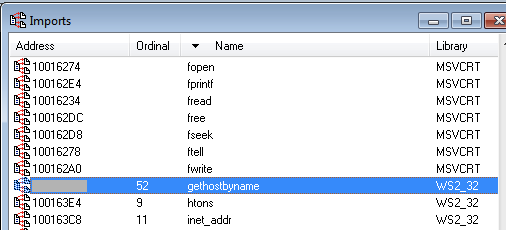 Imports
Address Ordinal Name Library
10016274 fopen MSVCRT
100162E4 fprintf MSVCRT
10016234 fread MSVCRT
100162DC free MSVCRT
100162D8 fseek MSVCRT
10016278 ftell MSVCRT
100162A0 fwrite MSVCRT
52 gethostbyname WS2_32
100163E4 9 htons WS2_32
100163C8 11 inet_addr WS2_32